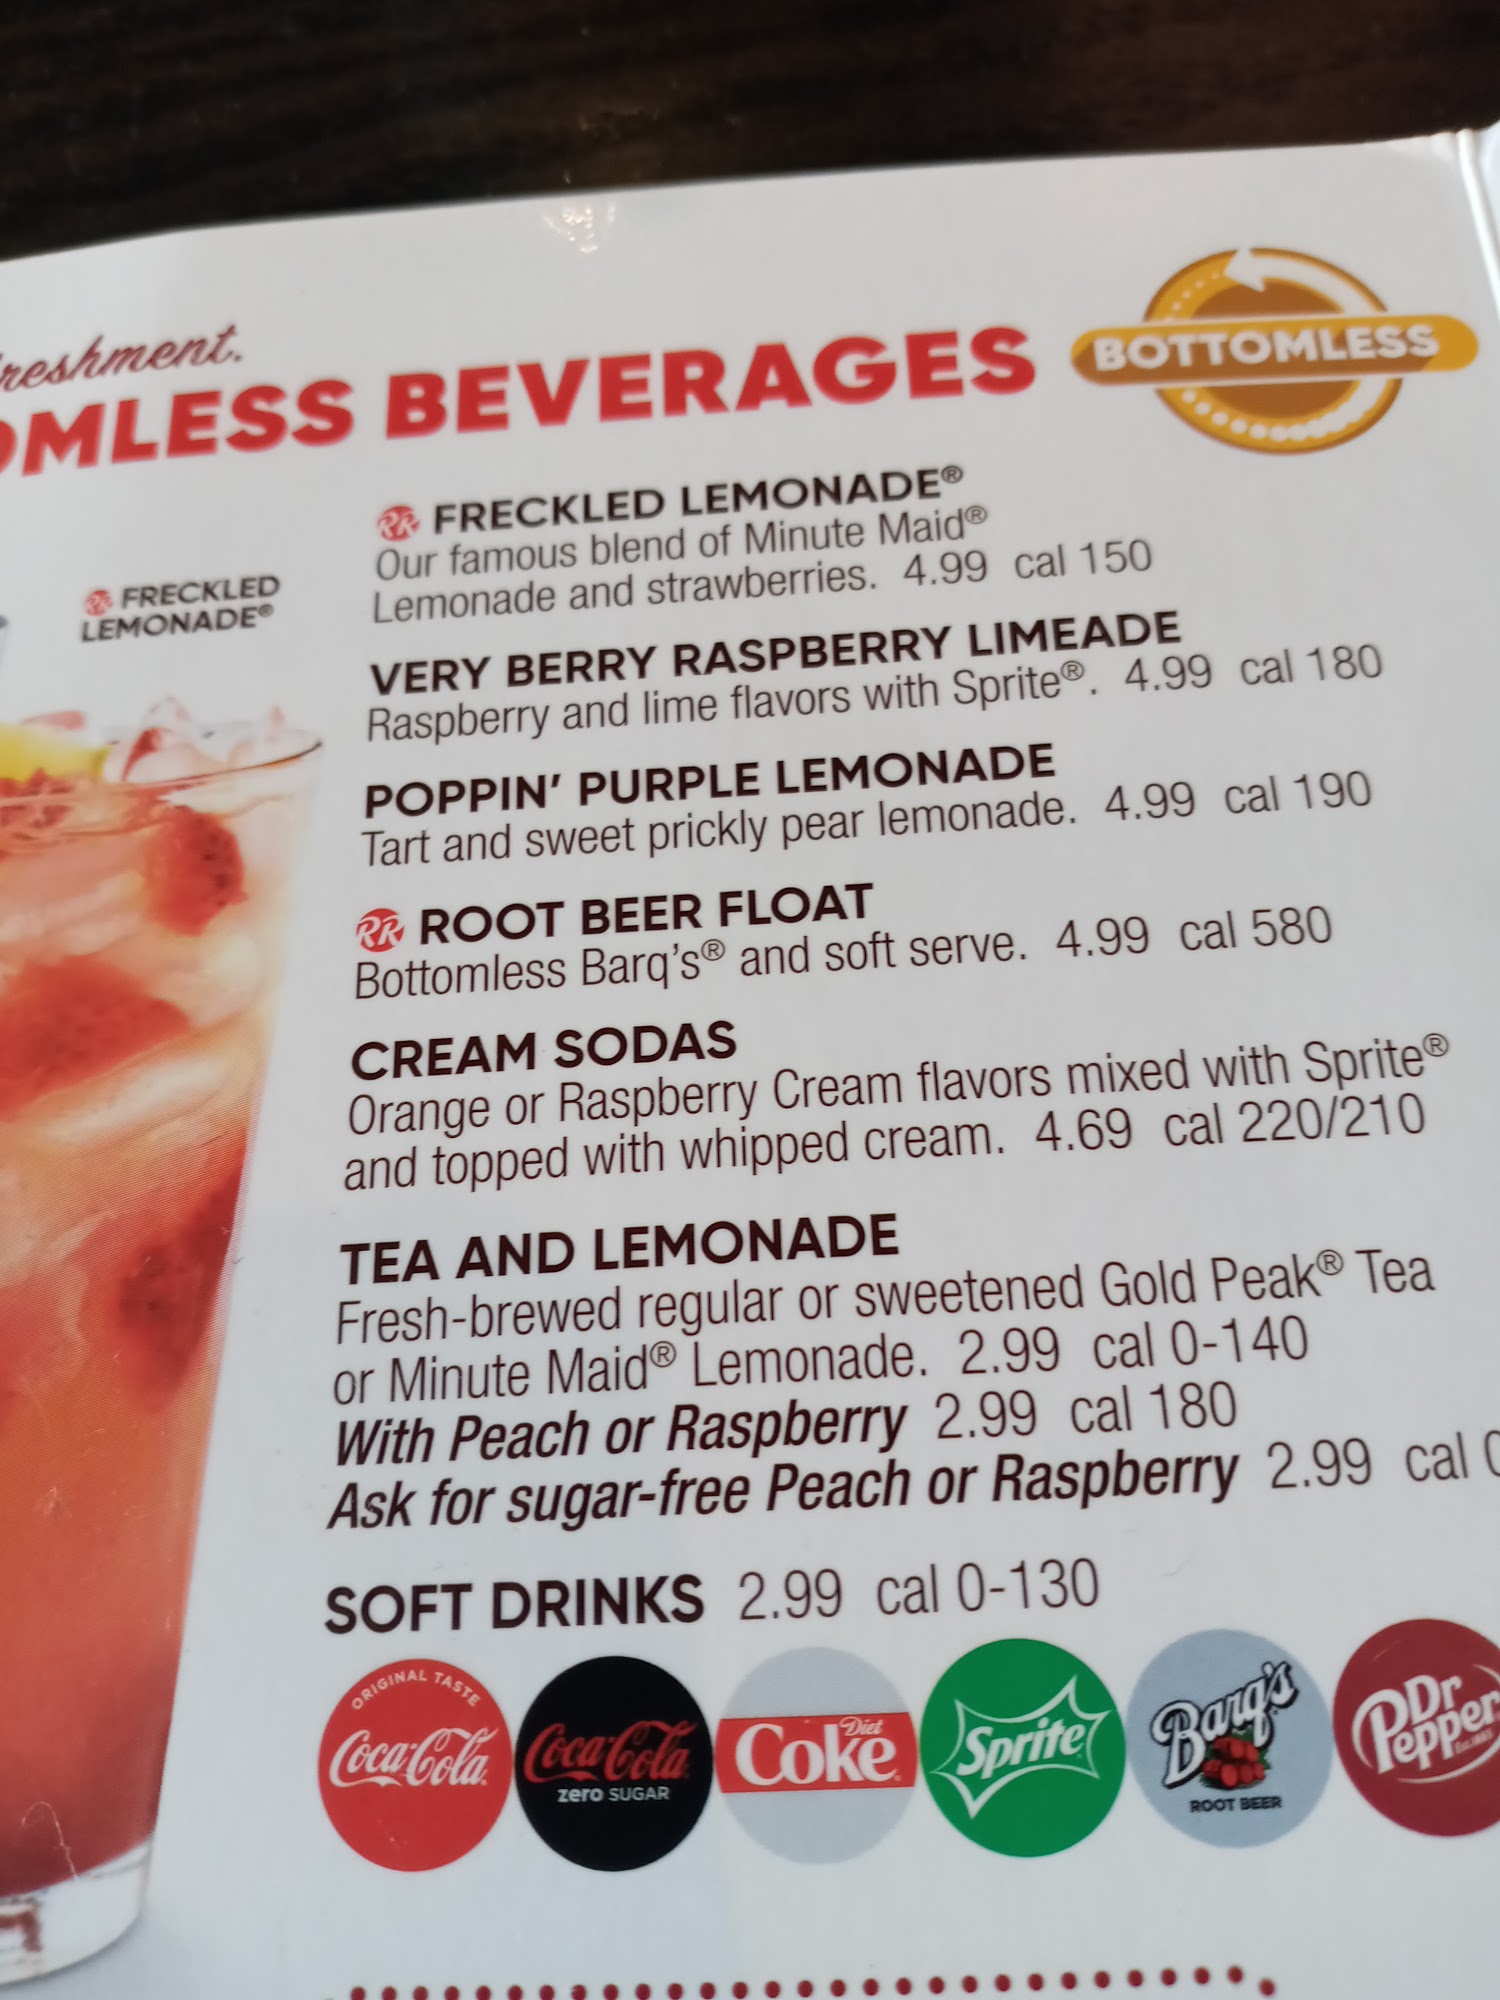 reshment.
OMLESS BEVERAGES
BOTTOMLESS
RR FRECKLED
LEMONADE®
RR FRECKLED LEMONADE®
Our famous blend of Minute Maid®
Lemonade and strawberries. 4.99 cal 150
VERY BERRY RASPBERRY LIMEADE
Raspberry and lime flavors with Sprite®. 4.99 cal 180
POPPIN' PURPLE LEMONADE
Tart and sweet prickly pear lemonade. 4.99 cal 190
RR ROOT BEER FLOAT
Bottomless Barq's® and soft serve. 4.99 cal 580
CREAM SODAS
Orange or Raspberry Cream flavors mixed with Sprite®
and topped with whipped cream. 4.69 cal 220/210
TEA AND LEMONADE
Fresh-brewed regular or sweetened Gold Peak® Tea
or Minute Maid® Lemonade. 2.99 cal 0-140
With Peach or Raspberry 2.99 cal 180
Ask for sugar-free Peach or Raspberry 2.99 cal 0
SOFT DRINKS 2.99 cal 0-130
ORIGINAL TASTE
Coca-Cola
Coca-Cola
zero SUGAR
Diet
Coke
Sprite
Barq's
ROOT BEER
Dr
Pepper